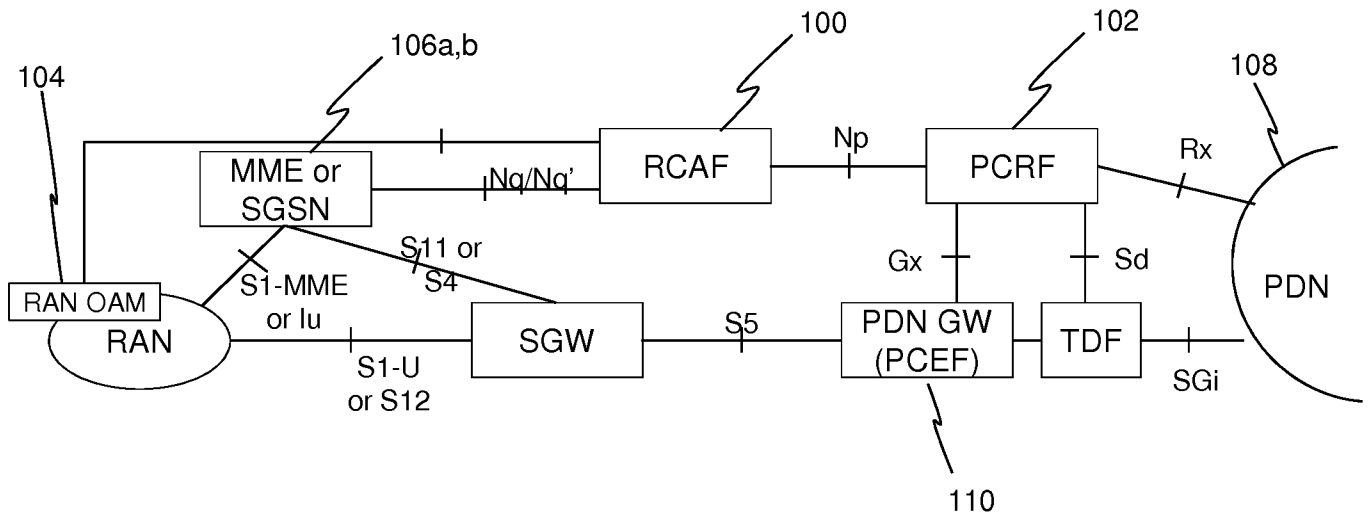 100
102
106a,b
104
108
MME or
SGSN
RCAF
Np
PCRF
Rx
Nq/Nq'
S11 or
S4
Gx
Sd
PDN
S1-MME
or Iu
RAN OAM
RAN
S1-U
or S12
SGW
S5
PDN GW
(PCEF)
TDF
SGi
110